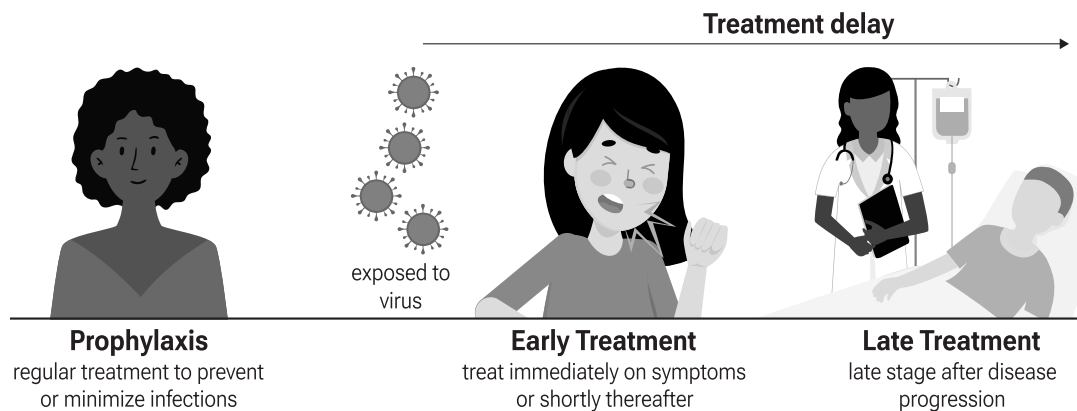 Treatment delay
exposed to
virus
Prophylaxis
regular treatment to prevent
or minimize infections
Early Treatment
treat immediately on symptoms
or shortly thereafter
Late Treatment
late stage after disease
progression